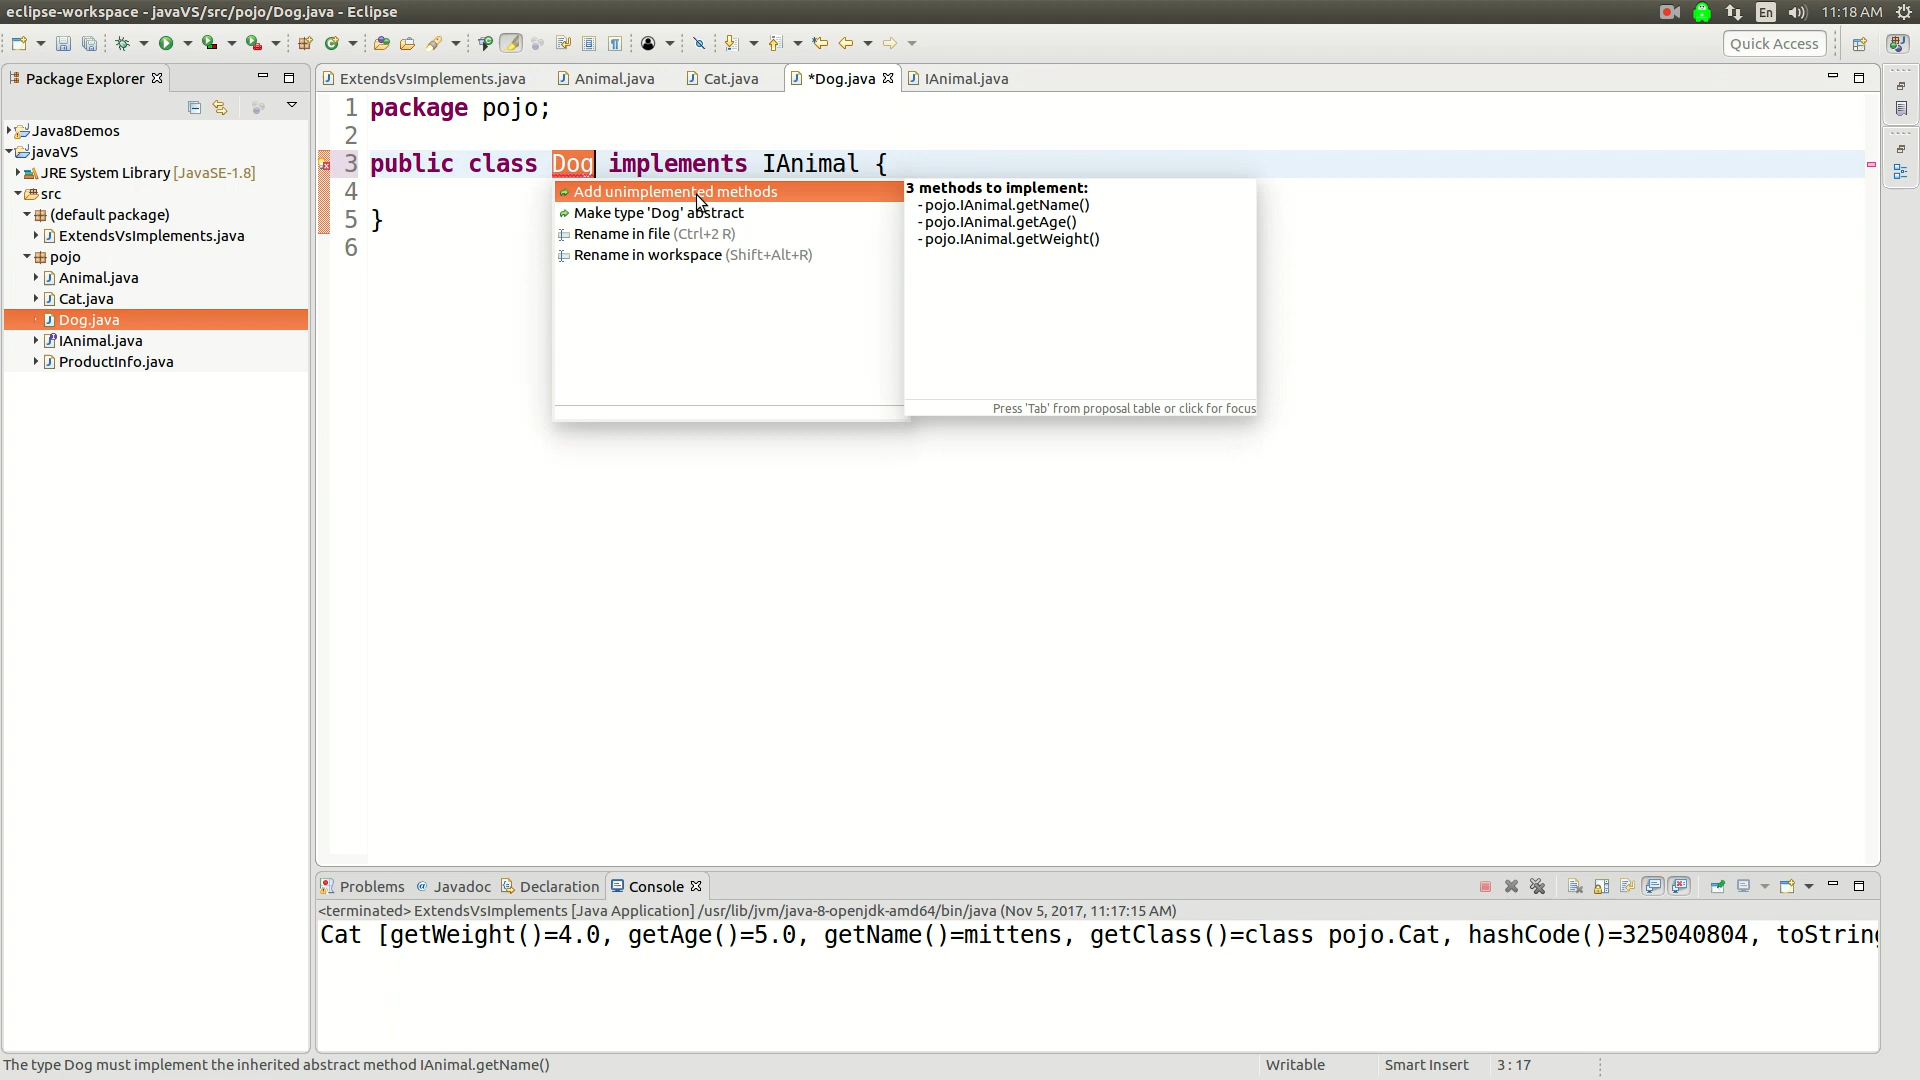 eclipse-workspace - javaVS/src/pojo/Dog.java - Eclipse
En
11:18 AM
Quick Access
Package Explorer
ExtendsVsImplements.java
Animal.java
Cat.java
*Dog.java
IAnimal.java
Java8Demos
javaVS
JRE System Library [JavaSE-1.8]
src
(default package)
ExtendsVsImplements.java
pojo
Animal.java
Cat.java
Dog.java
IAnimal.java
ProductInfo.java
1 package pojo;
2
3 public class Dog implements IAnimal {
4
5 }
6
Add unimplemented methods
Make type 'Dog' abstract
Rename in file (Ctrl+2 R)
Rename in workspace (Shift+Alt+R)
3 methods to implement:
- pojo.IAnimal.getName()
- pojo.IAnimal.getAge()
- pojo.IAnimal.getWeight()
Press 'Tab' from proposal table or click for focus
Problems
@ Javadoc
Declaration
Console
<terminated> ExtendsVsImplements [Java Application] /usr/lib/jvm/java-8-openjdk-amd64/bin/java (Nov 5, 2017, 11:17:15 AM)
Cat [getWeight()=4.0, getAge()=5.0, getName()=mittens, getClass()=class pojo.Cat, hashCode()=325040804, toString
The type Dog must implement the inherited abstract method IAnimal.getName()
Writable
Smart Insert
3 : 17